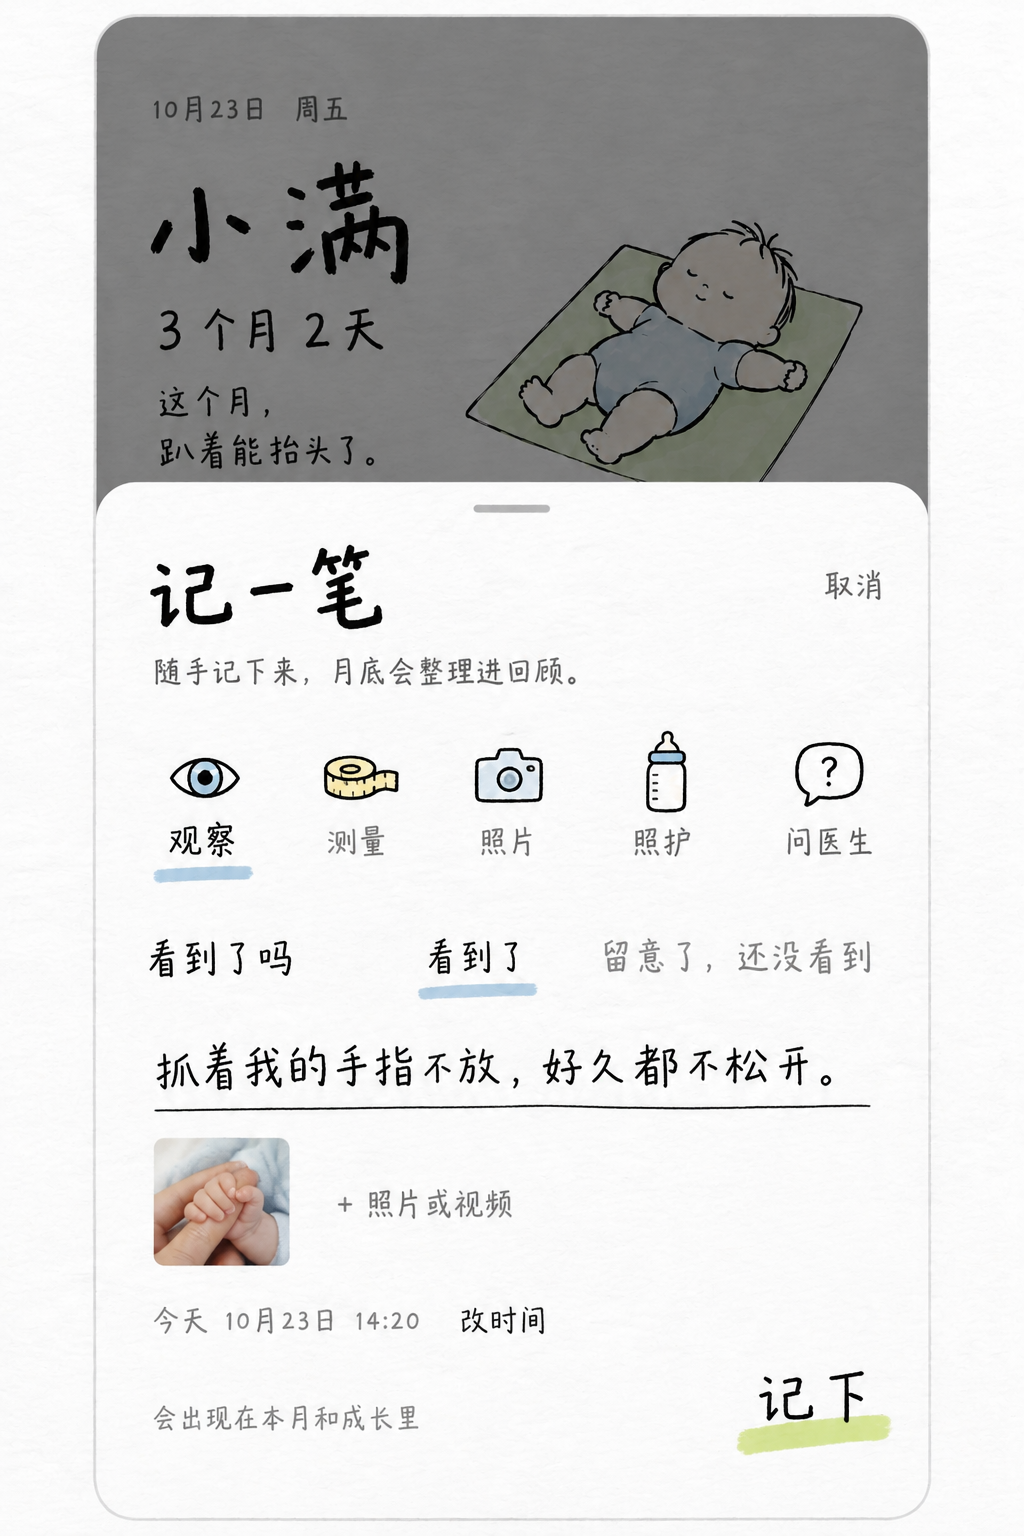 10月23日 周五
小满
3个月2天
这个月，
趴着能抬头了。
记一笔
取消
随手记下来，月底会整理进回顾。
观察 测量 照片 照护 ? 问医生
看到了吗 看到了 留意了，还没看到
抓着我的手指不放，好久都不松开。
+ 照片或视频
今天 10月23日 14:20 改时间
会出现在本月和成长里
记下